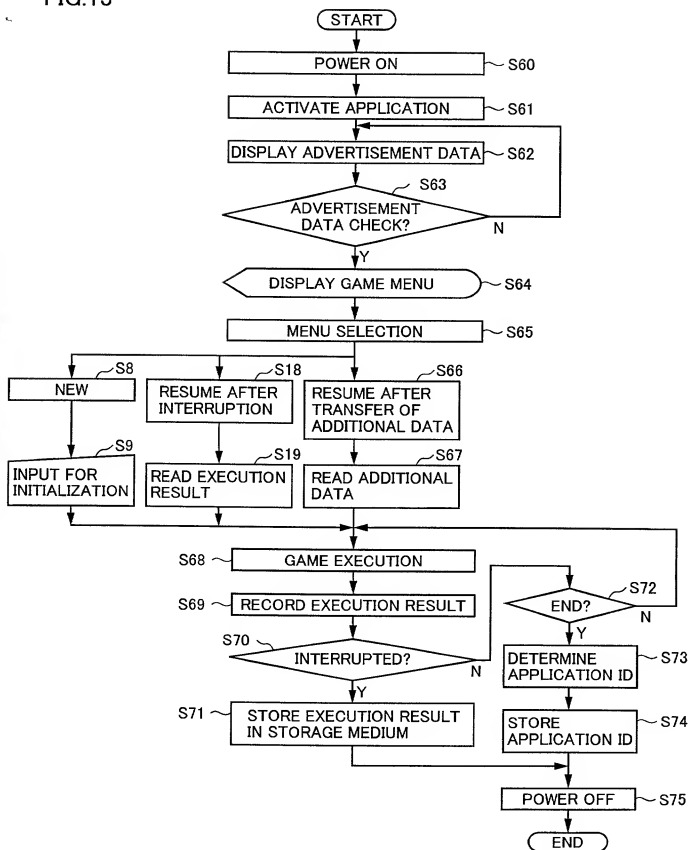 START
POWER ON
S60
ACTIVATE APPLICATION
S61
DISPLAY ADVERTISEMENT DATA
S62
S63
ADVERTISEMENT
DATA CHECK?
N
Y
DISPLAY GAME MENU
S64
MENU SELECTION
S65
S8
NEW
S18
RESUME AFTER
INTERRUPTION
S66
RESUME AFTER
TRANSFER OF
ADDITIONAL DATA
S9
INPUT FOR
INITIALIZATION
S19
READ EXECUTION
RESULT
S67
READ ADDITIONAL
DATA
S68
GAME EXECUTION
S69
RECORD EXECUTION RESULT
S70
INTERRUPTED?
N
Y
S71
STORE EXECUTION RESULT
IN STORAGE MEDIUM
S72
END?
N
Y
DETERMINE
APPLICATION ID
S73
STORE
APPLICATION ID
S74
POWER OFF
S75
END